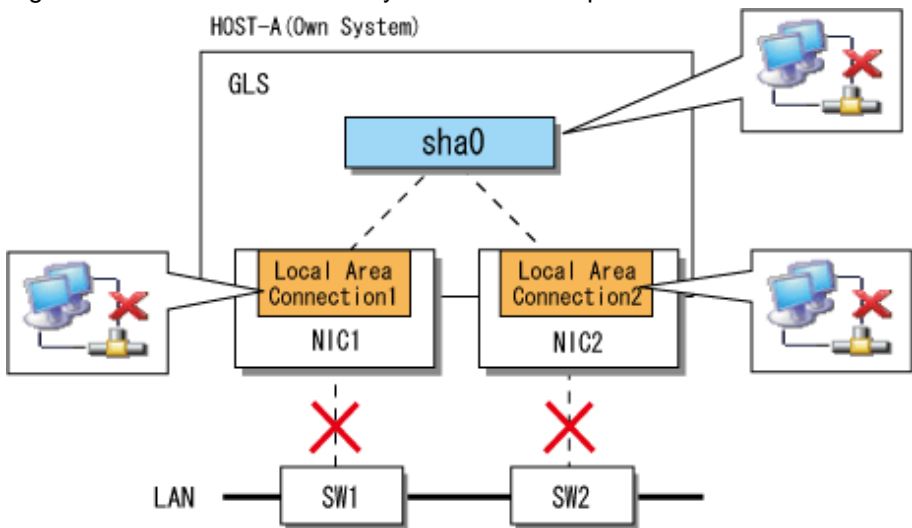 HOST-A(Own System)
GLS
sha0
Local Area
Connection1
Local Area
Connection2
NIC1
NIC2
LAN
SW1
SW2